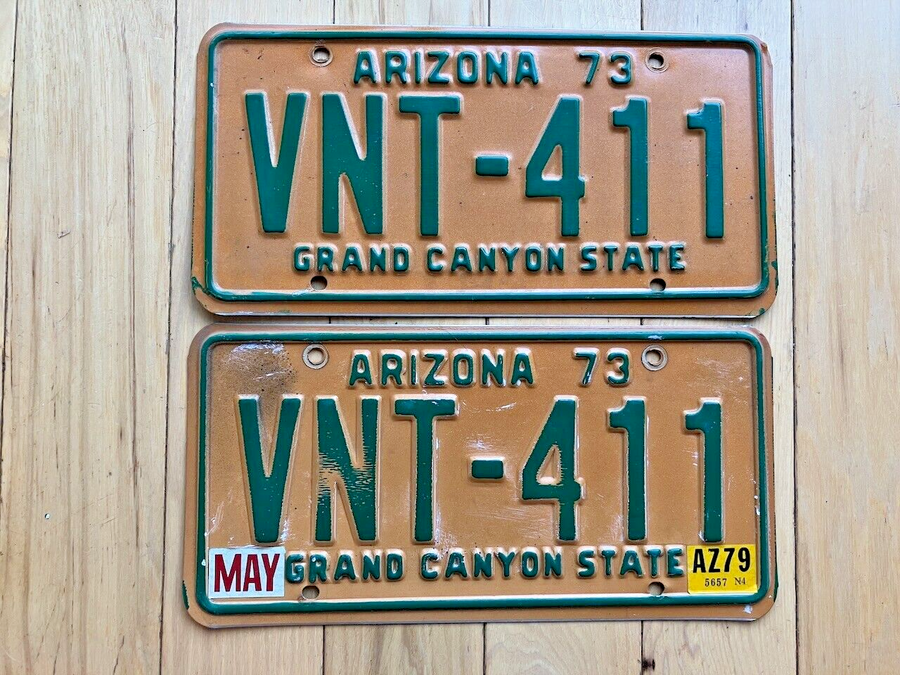 ARIZONA 73
VNT-411
GRAND CANYON STATE
ARIZONA 73
VNT-411
MAY GRAND CANYON STATE AZ79
5657 N4